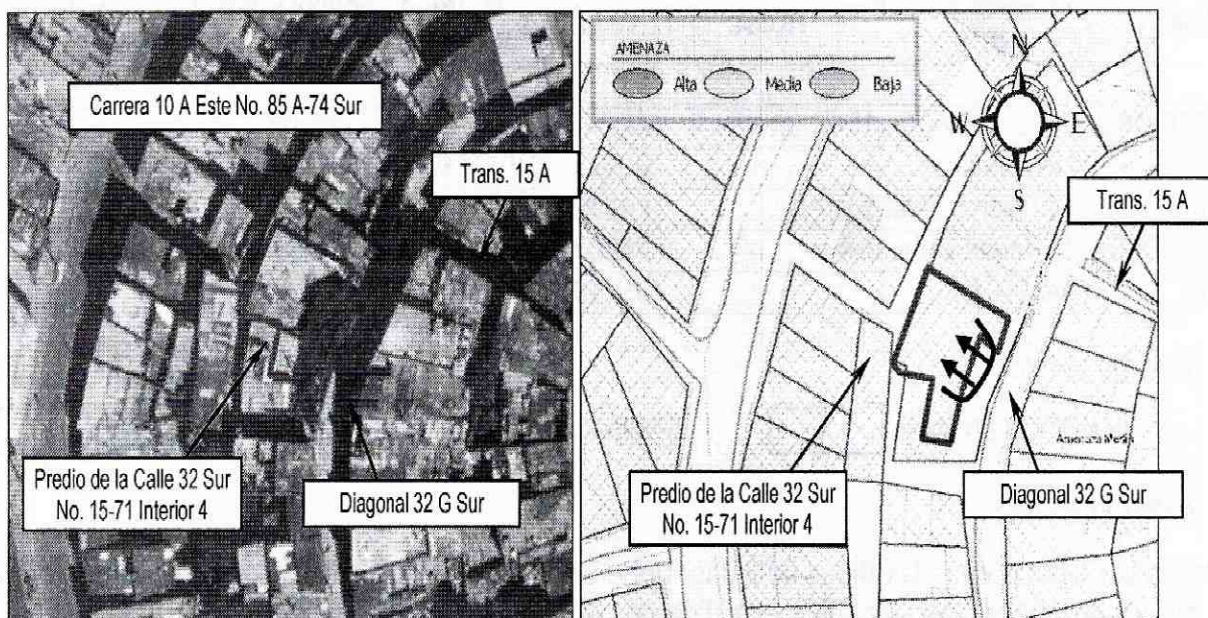 Carrera 10 A Este No. 85 A-74 Sur
Trans. 15 A
Predio de la Calle 32 Sur
No. 15-71 Interior 4
Diagonal 32 G Sur
AMENAZA
Alta
Media
Baja
N
W
E
S
Trans. 15 A
Predio de la Calle 32 Sur
No. 15-71 Interior 4
Diagonal 32 G Sur